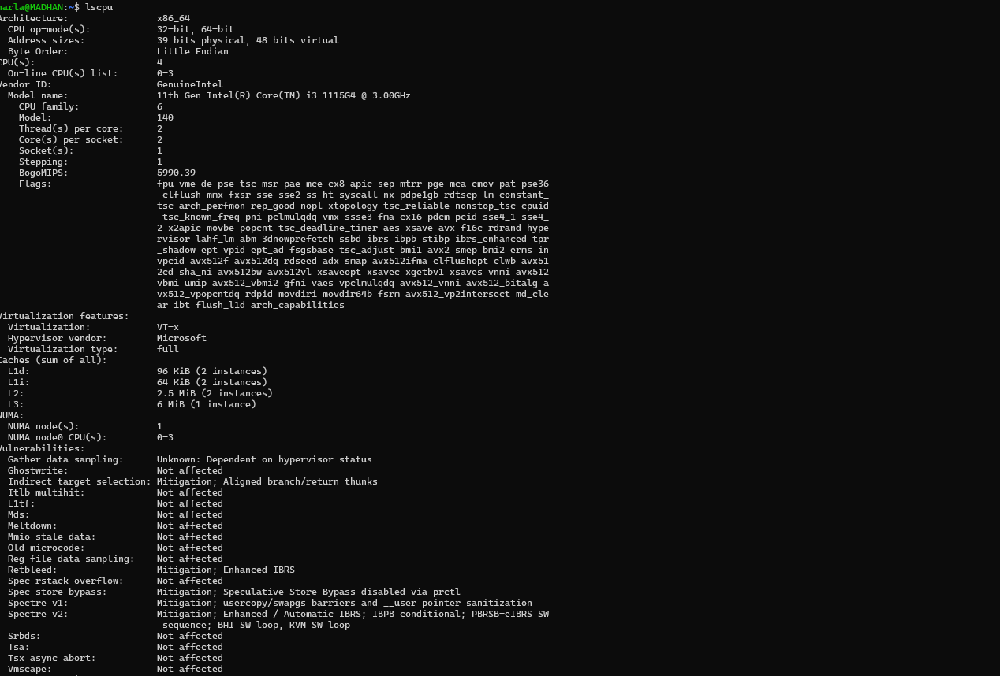 harla@MADHAN:~$ lscpu
Architecture: x86_64
CPU op-mode(s): 32-bit, 64-bit
Address sizes: 39 bits physical, 48 bits virtual
Byte Order: Little Endian
CPU(s): 4
On-line CPU(s) list: 0-3
Vendor ID: GenuineIntel
Model name: 11th Gen Intel(R) Core(TM) i3-1115G4 @ 3.00GHz
CPU family: 6
Model: 140
Thread(s) per core: 2
Core(s) per socket: 2
Socket(s): 1
Stepping: 1
BogoMIPS: 5990.39
Flags: fpu vme de pse tsc msr pae mce cx8 apic sep mtrr pge mca cmov pat pse36
clflush mmx fxsr sse sse2 ss ht syscall nx pdpe1gb rdtscp lm constant_
tsc arch_perfmon rep_good nopl xtopology tsc_reliable nonstop_tsc cpuid
tsc_known_freq pni pclmulqdq vmx ssse3 fma cx16 pdcm pcid sse4_1 sse4_
2 x2apic movbe popcnt tsc_deadline_timer aes xsave avx f16c rdrand hype
rvisor lahf_lm abm 3dnowprefetch ssbd ibrs ibpb stibp ibrs_enhanced tpr
_shadow ept vpid ept_ad fsgsbase tsc_adjust bmi1 avx2 smep bmi2 erms in
vpcid avx512f avx512dq rdseed adx smap avx512ifma clflushopt clwb avx51
2cd sha_ni avx512bw avx512vl xsaveopt xsavec xgetbv1 xsaves vnmi avx512
vbmi umip avx512_vbmi2 gfni vaes vpclmulqdq avx512_vnni avx512_bitalg a
vx512_vpopcntdq rdpid movdiri movdir64b fsrm avx512_vp2intersect md_cle
ar ibt flush_l1d arch_capabilities
Virtualization features:
Virtualization: VT-x
Hypervisor vendor: Microsoft
Virtualization type: full
Caches (sum of all):
L1d: 96 KiB (2 instances)
L1i: 64 KiB (2 instances)
L2: 2.5 MiB (2 instances)
L3: 6 MiB (1 instance)
NUMA:
NUMA node(s): 1
NUMA node0 CPU(s): 0-3
Vulnerabilities:
Gather data sampling: Unknown: Dependent on hypervisor status
Ghostwrite: Not affected
Indirect target selection: Mitigation; Aligned branch/return thunks
Itlb multihit: Not affected
L1tf: Not affected
Mds: Not affected
Meltdown: Not affected
Mmio stale data: Not affected
Old microcode: Not affected
Reg file data sampling: Not affected
Retbleed: Mitigation; Enhanced IBRS
Spec rstack overflow: Not affected
Spec store bypass: Mitigation; Speculative Store Bypass disabled via prctl
Spectre v1: Mitigation; usercopy/swapgs barriers and __user pointer sanitization
Spectre v2: Mitigation; Enhanced / Automatic IBRS; IBPB conditional; PBRSB-eIBRS SW
sequence; BHI SW loop, KVM SW loop
Srbds: Not affected
Tsa: Not affected
Tsx async abort: Not affected
Vmscape: Not affected